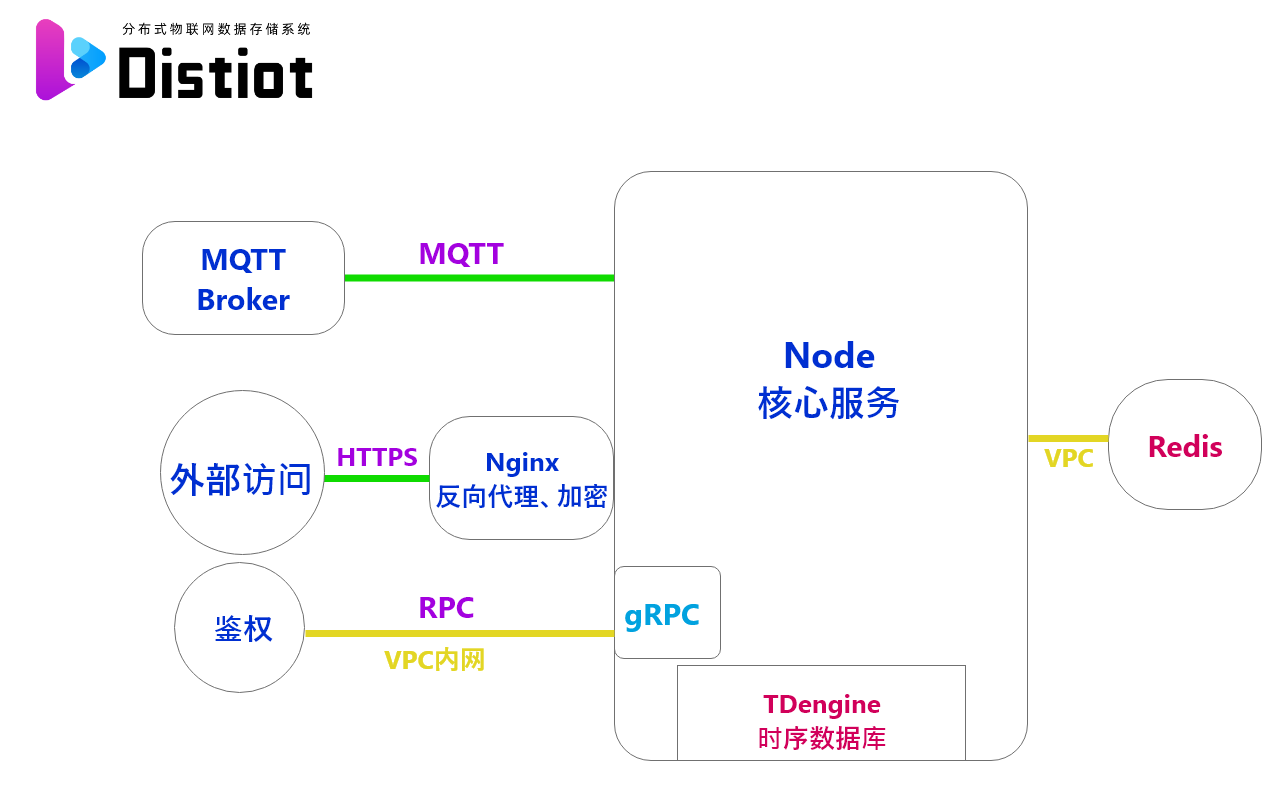 分布式物联网数据存储系统
Distiot
MQTT
Broker
MQTT
Node
核心服务
外部访问
HTTPS
Nginx
反向代理、加密
VPC
Redis
鉴权
RPC
VPC内网
gRPC
TDengine
时序数据库